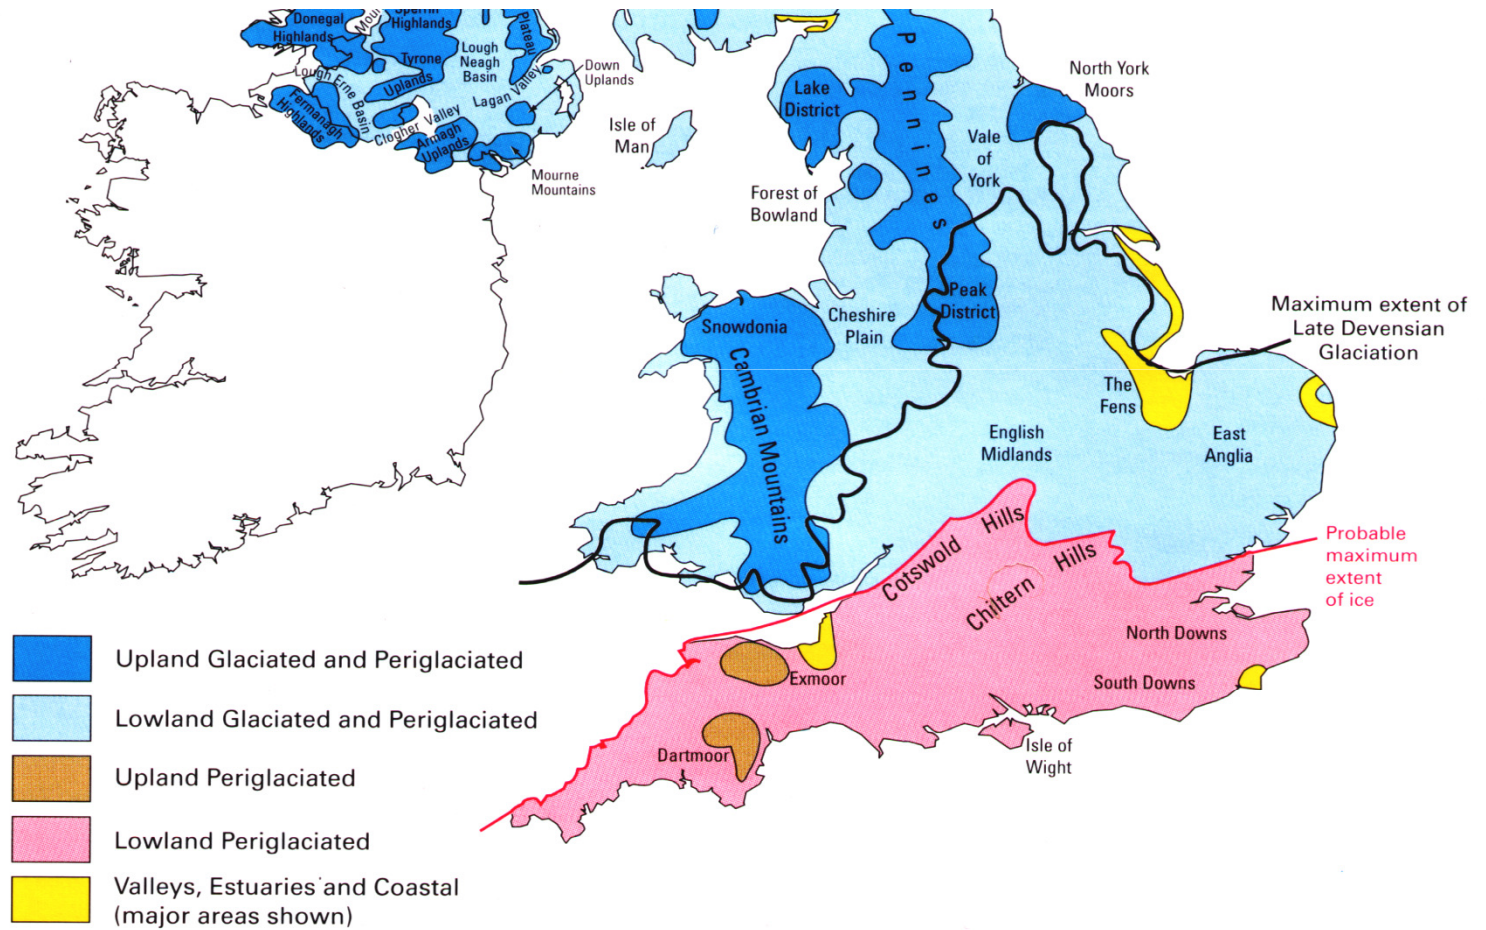 Donegal
Highlands
Sperrin
Highlands
Plateau
Tyrone
Uplands
Lough
Neagh
Basin
Lough Erne Basin
Fermanagh
Highlands
Clogher Valley
Lagan Valley
Armagh
Uplands
Down
Uplands
Mourne
Mountains
Isle of
Man
Lake
District
Pennines
North York
Moors
Vale
of
York
Forest of
Bowland
Peak
District
Cheshire
Plain
Snowdonia
Cambrian Mountains
Maximum extent of
Late Devensian
Glaciation
The
Fens
English
Midlands
East
Anglia
Probable
maximum
extent
of ice
Cotswold Hills
Chiltern Hills
North Downs
South Downs
Exmoor
Dartmoor
Isle of
Wight
Upland Glaciated and Periglaciated
Lowland Glaciated and Periglaciated
Upland Periglaciated
Lowland Periglaciated
Valleys, Estuaries and Coastal
(major areas shown)